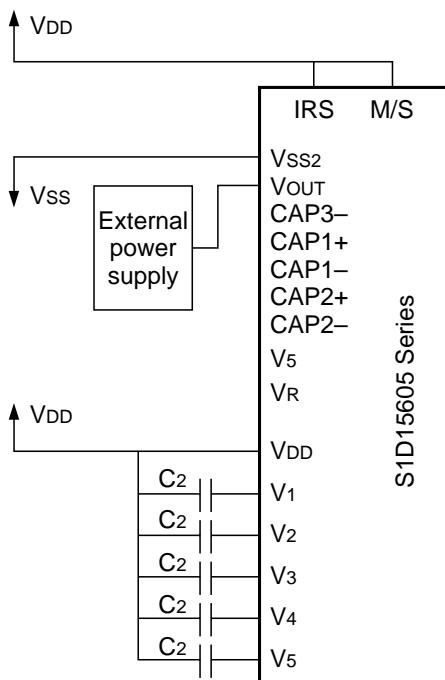 VDD
IRS M/S
VSS2
VSS
VOUT
External
power
supply
CAP3–
CAP1+
CAP1–
CAP2+
CAP2–
V5
VR
S1D15605 Series
VDD
VDD
C2 V1
C2 V2
C2 V3
C2 V4
C2 V5